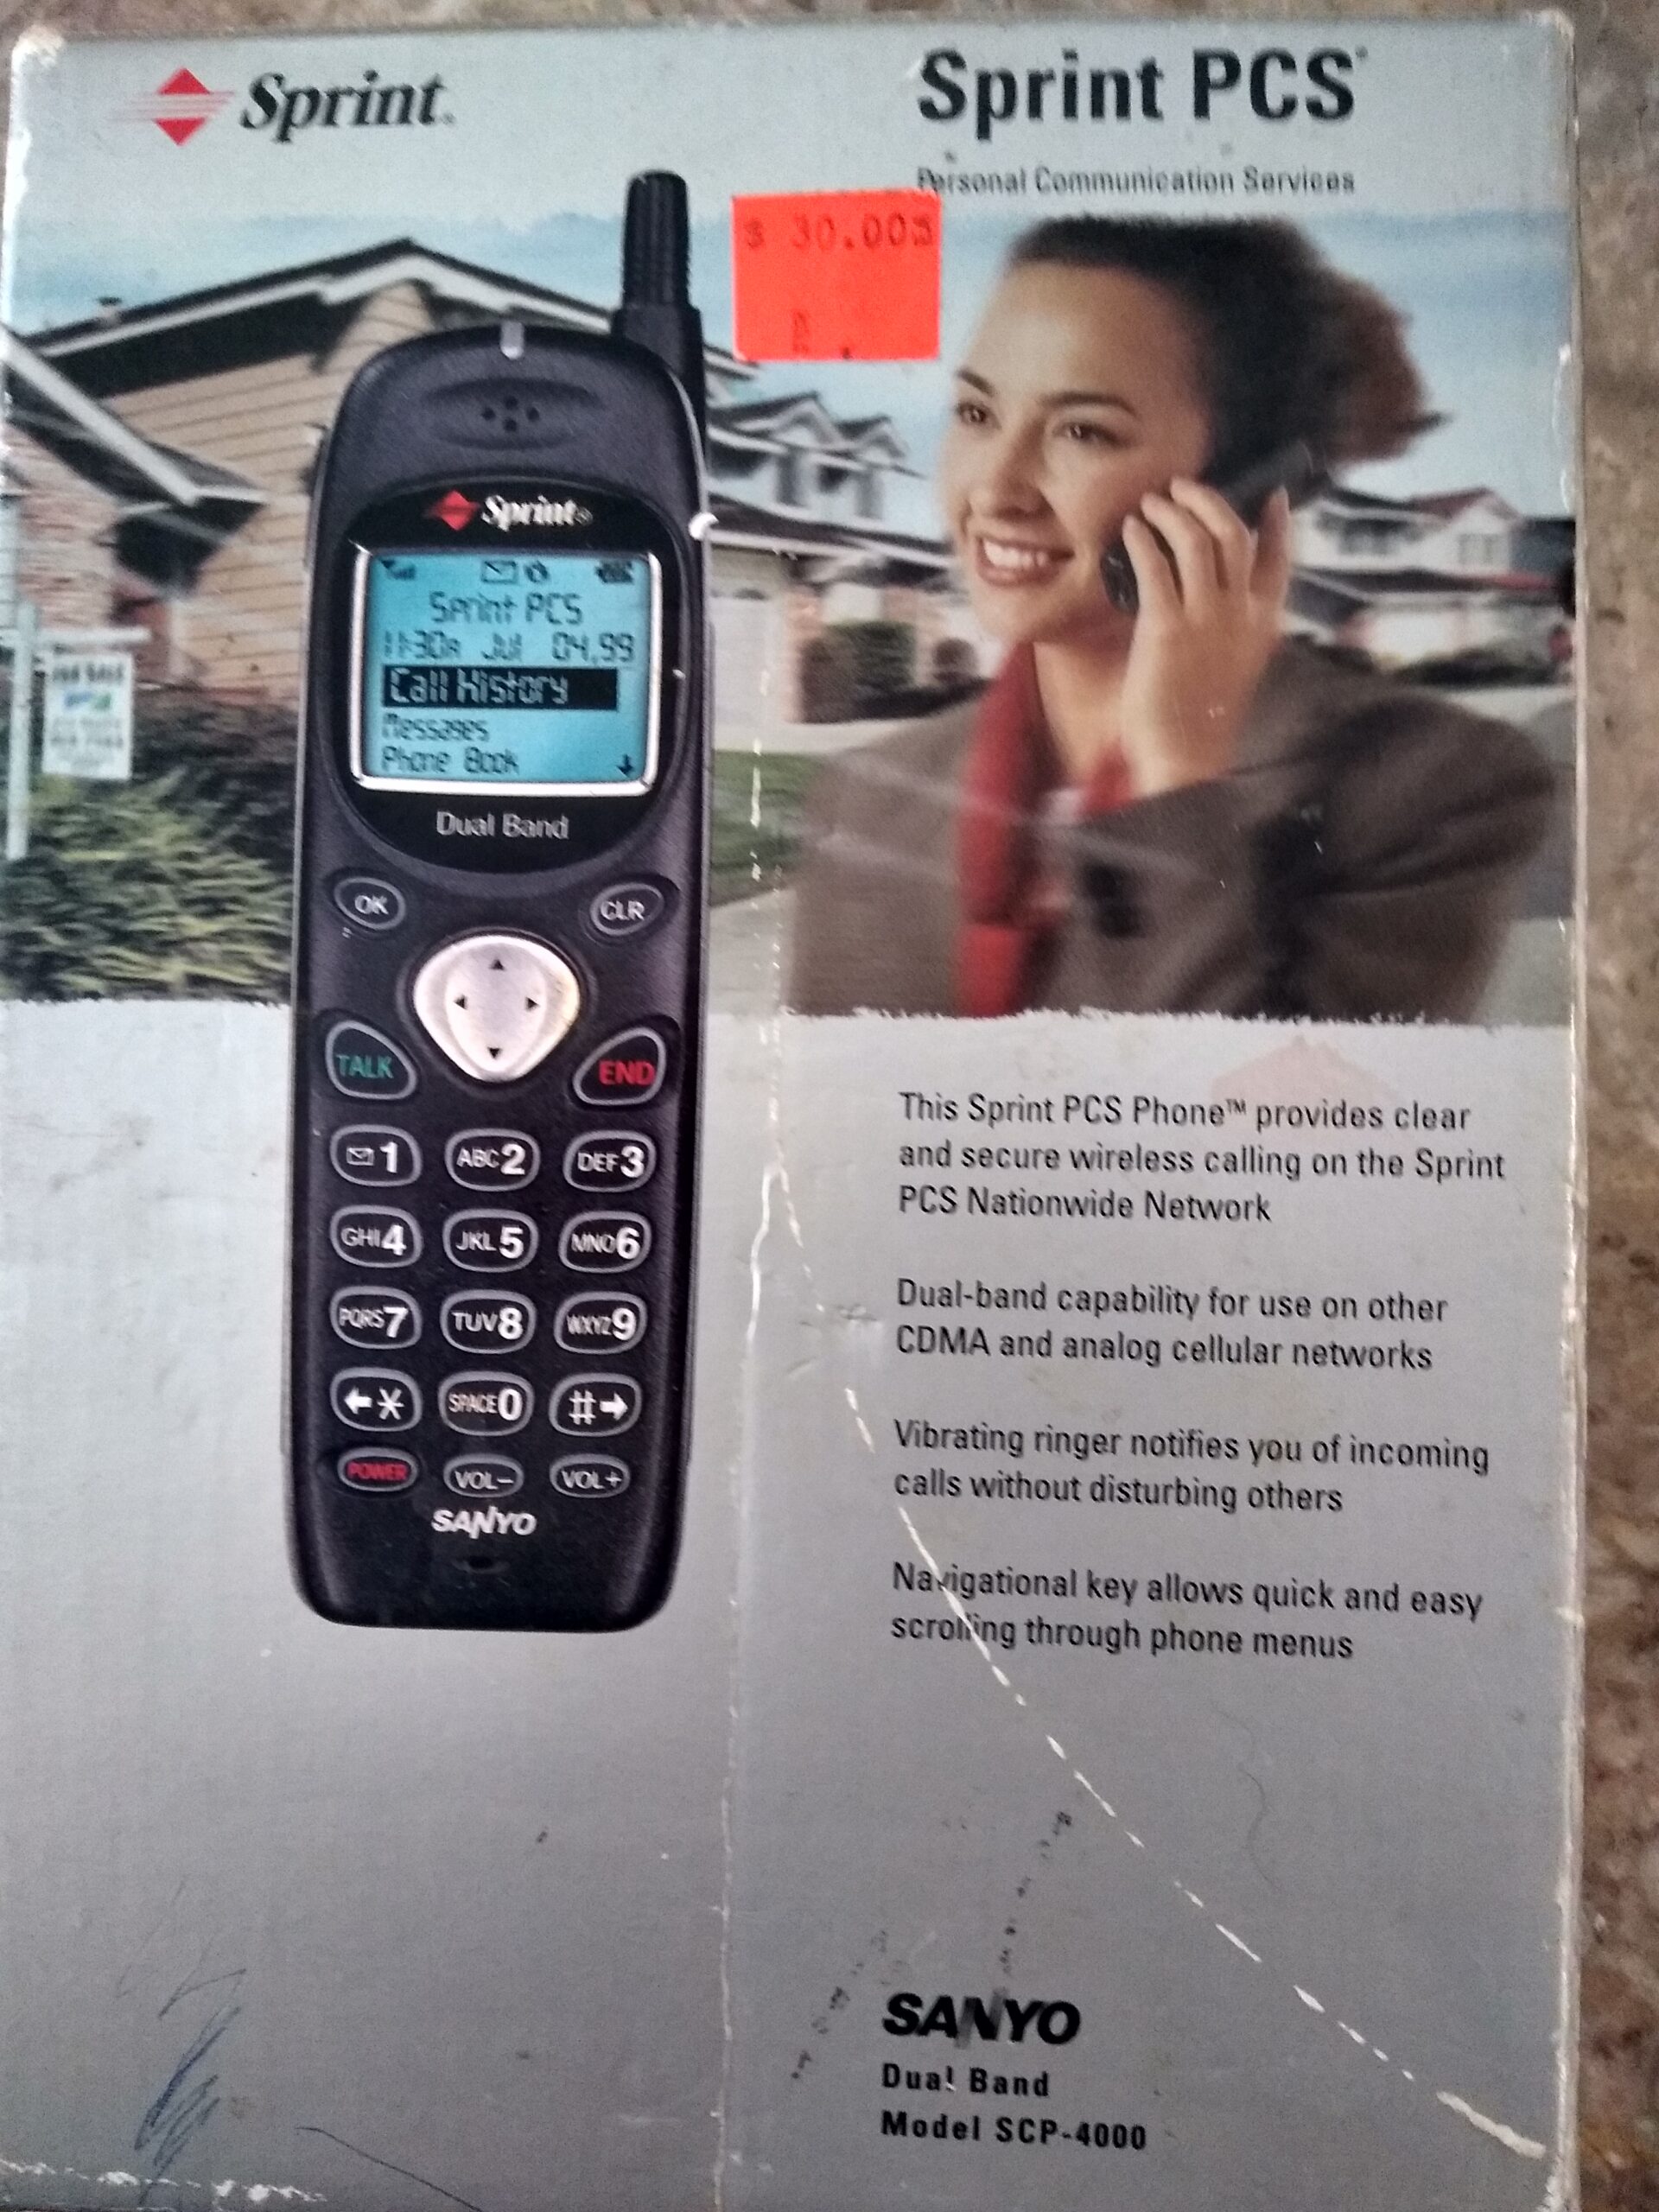 Sprint.
Sprint PCS
Personal Communication Services
$ 30.00
Sprint
Sprint PCS
11:30A Jul 04,99
Call History
Messages
Phone Book
Dual Band
OK
CLR
TALK
END
1
ABC2
DEF3
GHI4
JKL5
MNO6
PQRS7
TUV8
WXYZ9
*
SPACE0
#
POWER
VOL-
VOL+
SANYO
FOR SALE
This Sprint PCS Phone™ provides clear
and secure wireless calling on the Sprint
PCS Nationwide Network
Dual-band capability for use on other
CDMA and analog cellular networks
Vibrating ringer notifies you of incoming
calls without disturbing others
Navigational key allows quick and easy
scrolling through phone menus
SANYO
Dual Band
Model SCP-4000